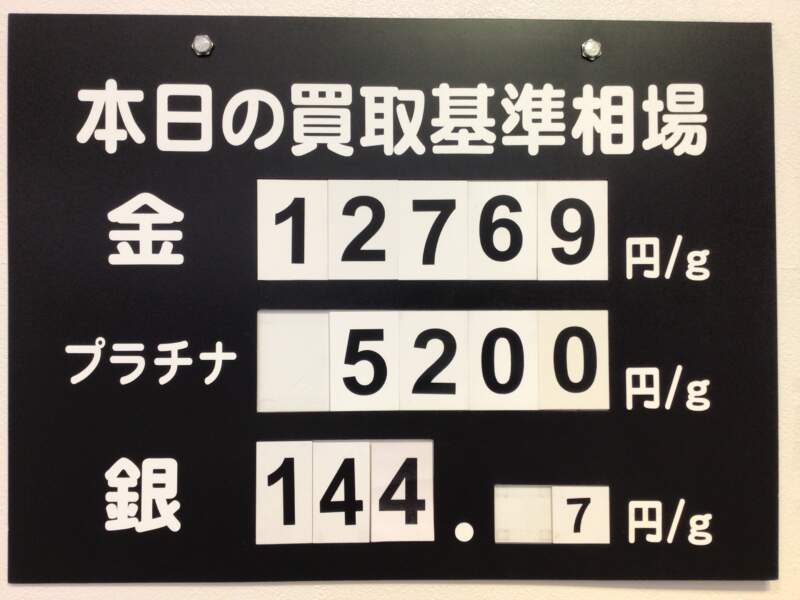 本日の買取基準相場
金 12769 円/g
プラチナ 5200 円/g
銀 144. 7 円/g